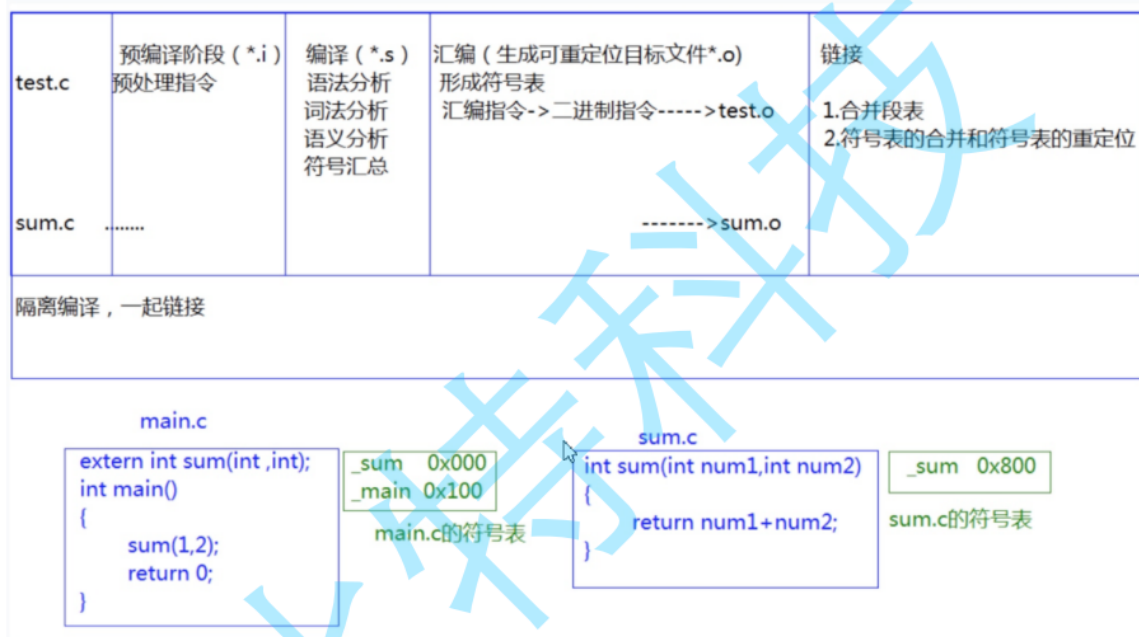 预编译阶段（*.i） 编译（*.s） 汇编（生成可重定位目标文件*.o) 链接
test.c 预处理指令 语法分析 形成符号表
词法分析 汇编指令->二进制指令----->test.o 1.合并段表
语义分析 2.符号表的合并和符号表的重定位
符号汇总
sum.c ........ ------->sum.o
隔离编译，一起链接
main.c
extern int sum(int ,int);
int main()
{
sum(1,2);
return 0;
}
_sum 0x000
_main 0x100
main.c的符号表
sum.c
int sum(int num1,int num2)
{
return num1+num2;
}
_sum 0x800
sum.c的符号表
特科技